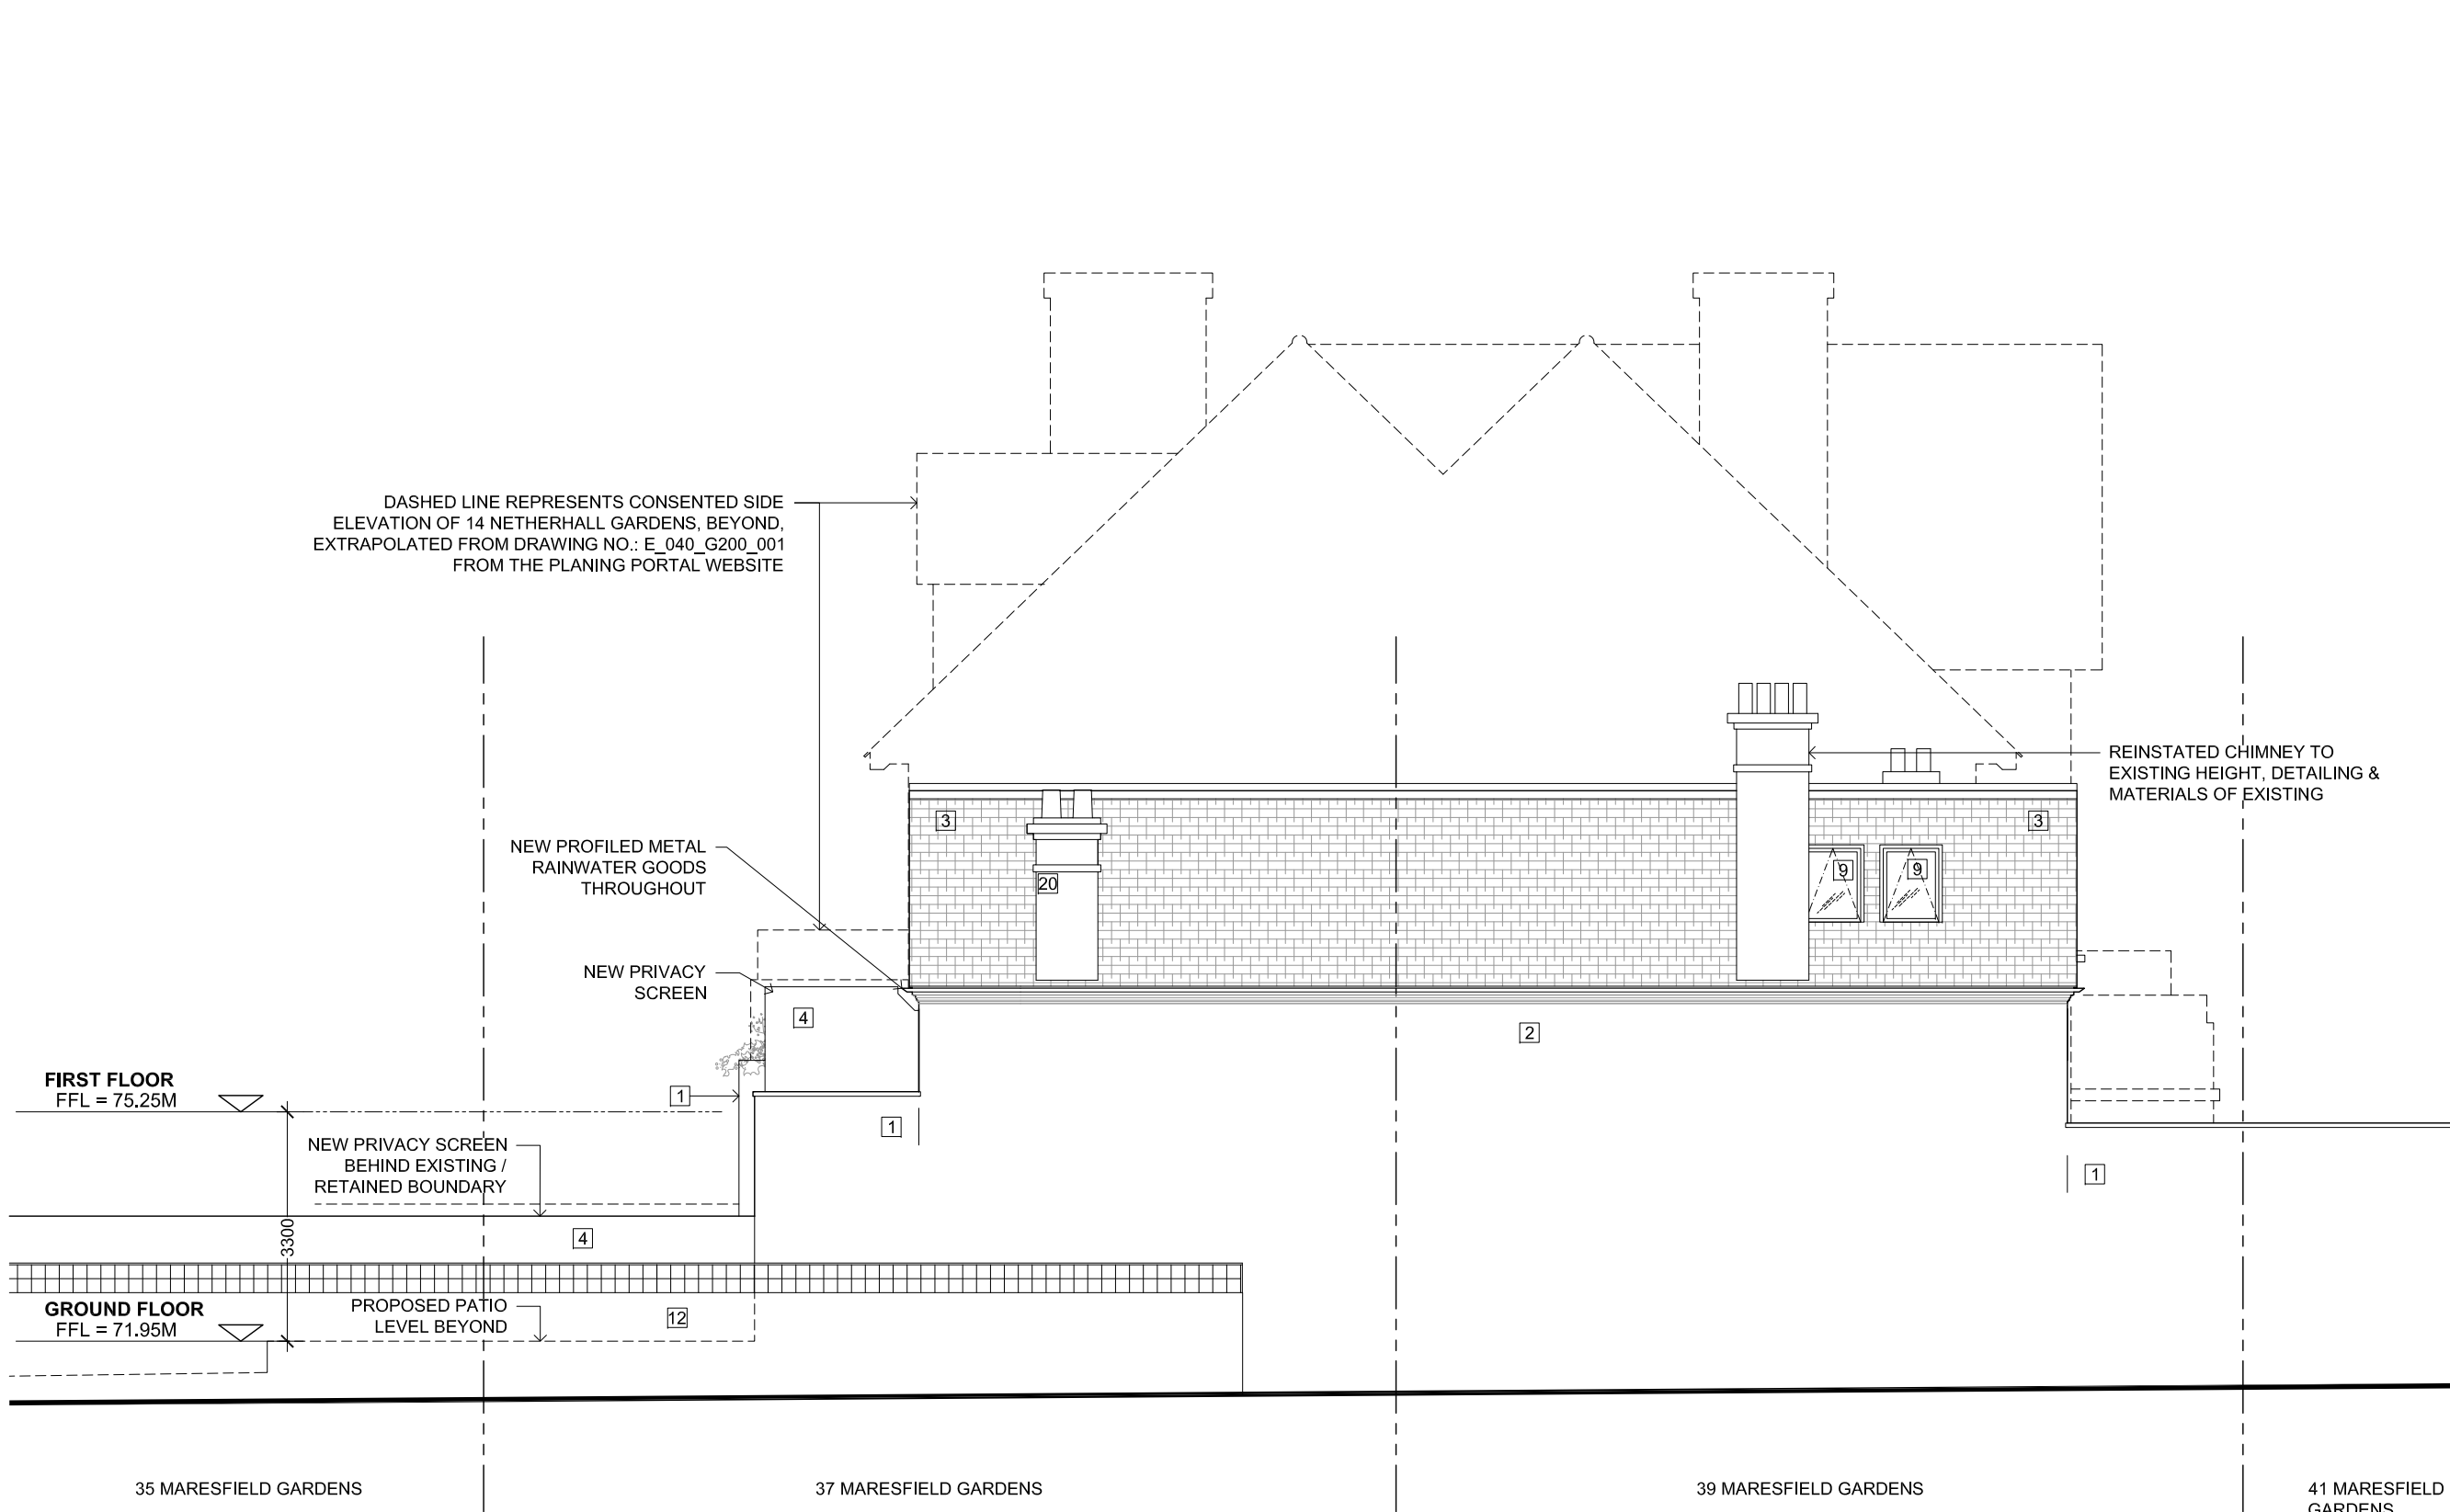 DASHED LINE REPRESENTS CONSENTED SIDE
ELEVATION OF 14 NETHERHALL GARDENS, BEYOND,
EXTRAPOLATED FROM DRAWING NO.: E_040_G200_001
FROM THE PLANING PORTAL WEBSITE
REINSTATED CHIMNEY TO
EXISTING HEIGHT, DETAILING &
MATERIALS OF EXISTING
3
3
NEW PROFILED METAL
RAINWATER GOODS
THROUGHOUT
20
9
9
NEW PRIVACY
SCREEN
4
2
FIRST FLOOR
FFL = 75.25M
1
1
NEW PRIVACY SCREEN
BEHIND EXISTING /
RETAINED BOUNDARY
1
3300
4
GROUND FLOOR
FFL = 71.95M
PROPOSED PATIO
LEVEL BEYOND
12
35 MARESFIELD GARDENS
37 MARESFIELD GARDENS
39 MARESFIELD GARDENS
41 MARESFIELD
GARDENS